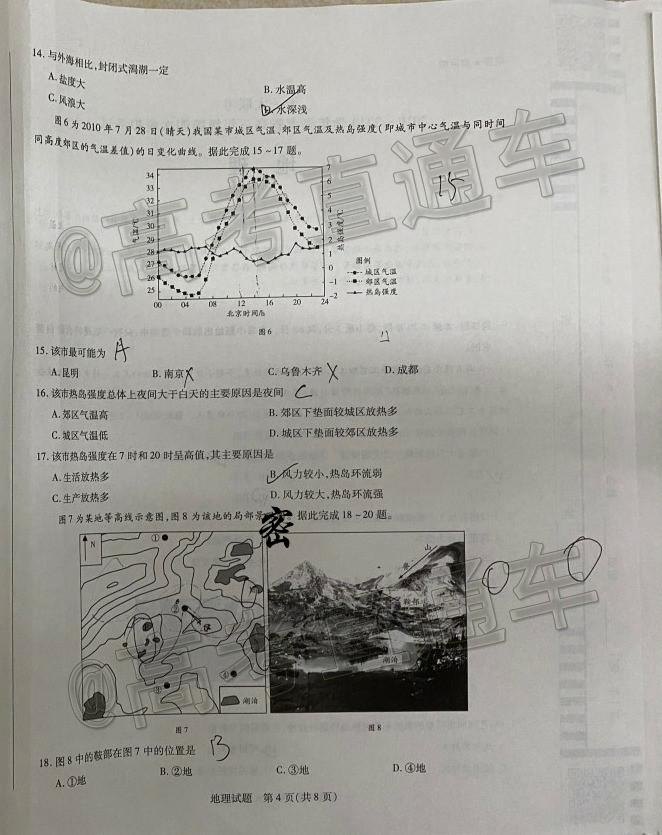 14. 与外海相比,封闭式潟湖一定
A. 盐度大 B. 水温高
C. 风浪大 D. 水深浅
图6为2010年7月28日(晴天)我国某市城区气温、郊区气温及热岛强度(即城市中心气温与同时间
同高度郊区的气温差值)的日变化曲线。据此完成15~17题。
15
34 33 32 31 30 29 28 27 26 25
气温/℃
7 6 5 4 3 2 1 0 -1 -2
热岛强度/℃
00 04 08 12 16 20 24
北京时间/h
图例
城区气温
郊区气温
热岛强度
图6
15. 该市最可能为 A
A. 昆明 B. 南京 C. 乌鲁木齐 D. 成都
16. 该市热岛强度总体上夜间大于白天的主要原因是夜间 C
A. 郊区气温高 B. 郊区下垫面较城区放热多
C. 城区气温低 D. 城区下垫面较郊区放热多
17. 该市热岛强度在7时和20时呈高值,其主要原因是
A. 生活放热多 B. 风力较小,热岛环流弱
C. 生产放热多 D. 风力较大,热岛环流强
图7为某地等高线示意图,图8为该地的局部景
密
据此完成18~20题。
N
①
②
③
④
湖泊
图7
山
脊
鞍部
湖泊
图8
18. 图8中的鞍部在图7中的位置是 B
A. ①地 B. ②地 C. ③地 D. ④地
地理试题 第4页(共8页)
@高考直通车
@高考直通车